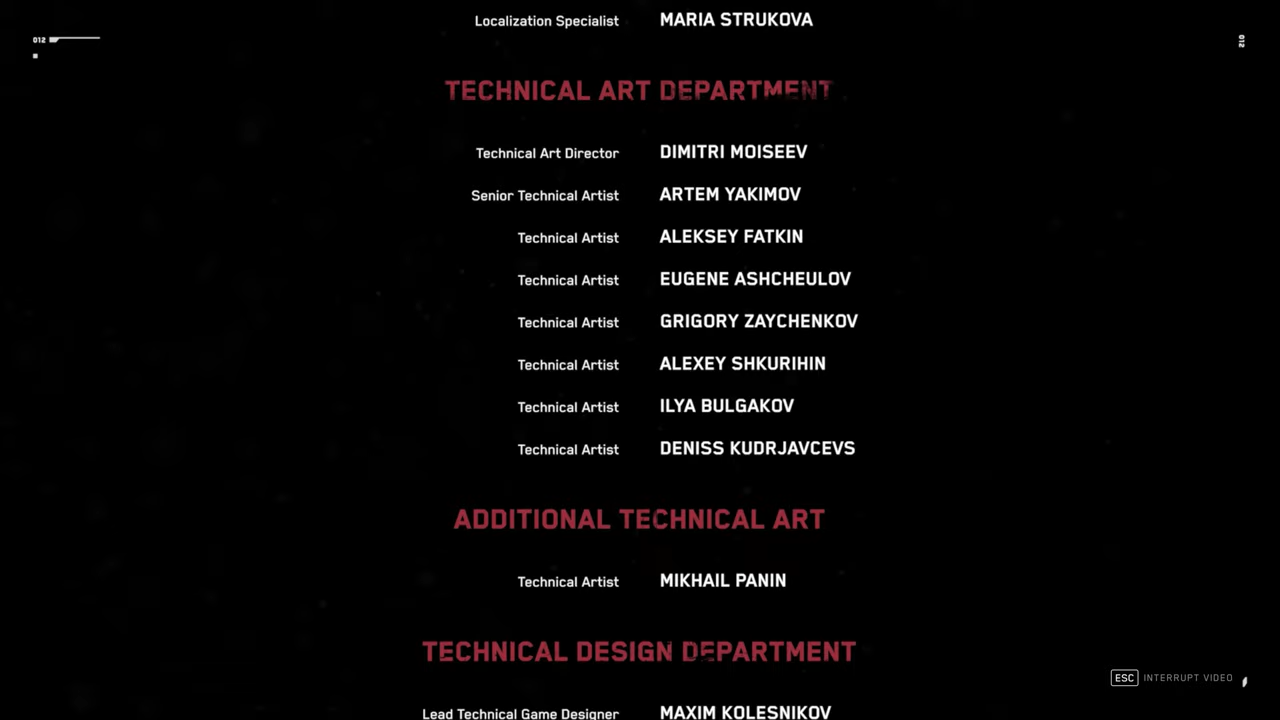 Localization Specialist MARIA STRUKOVA
012
012
TECHNICAL ART DEPARTMENT
Technical Art Director DIMITRI MOISEEV
Senior Technical Artist ARTEM YAKIMOV
Technical Artist ALEKSEY FATKIN
Technical Artist EUGENE ASHCHEULOV
Technical Artist GRIGORY ZAYCHENKOV
Technical Artist ALEXEY SHKURIHIN
Technical Artist ILYA BULGAKOV
Technical Artist DENISS KUDRJAVCEVS
ADDITIONAL TECHNICAL ART
Technical Artist MIKHAIL PANIN
TECHNICAL DESIGN DEPARTMENT
ESC INTERRUPT VIDEO
Lead Technical Game Designer MAXIM KOLESNIKOV